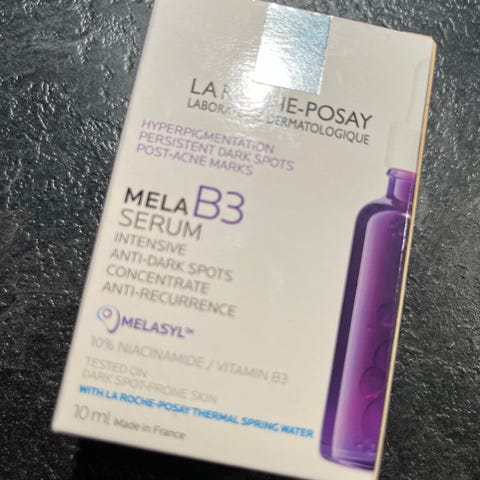 LA ROCHE-POSAY
LABORATOIRE DERMATOLOGIQUE
HYPERPIGMENTATION
PERSISTENT DARK SPOTS
POST-ACNE MARKS
MELA B3
SERUM
INTENSIVE
ANTI-DARK SPOTS
CONCENTRATE
ANTI-RECURRENCE
MELASYL™
10% NIACINAMIDE / VITAMIN B3
TESTED ON
DARK SPOT-PRONE SKIN
WITH LA ROCHE-POSAY THERMAL SPRING WATER
10 ml Made in France